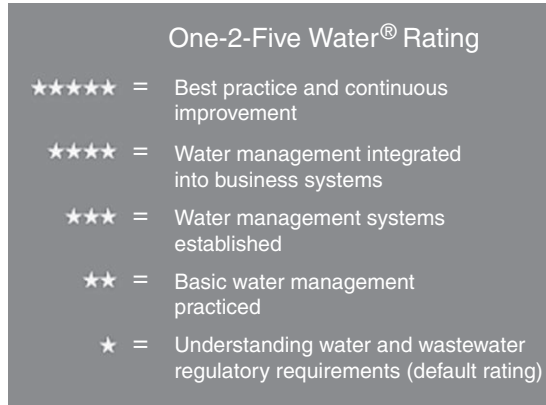 One-2-Five Water® Rating
★★★★★ = Best practice and continuous
improvement
★★★★ = Water management integrated
into business systems
★★★ = Water management systems
established
★★ = Basic water management
practiced
★ = Understanding water and wastewater
regulatory requirements (default rating)